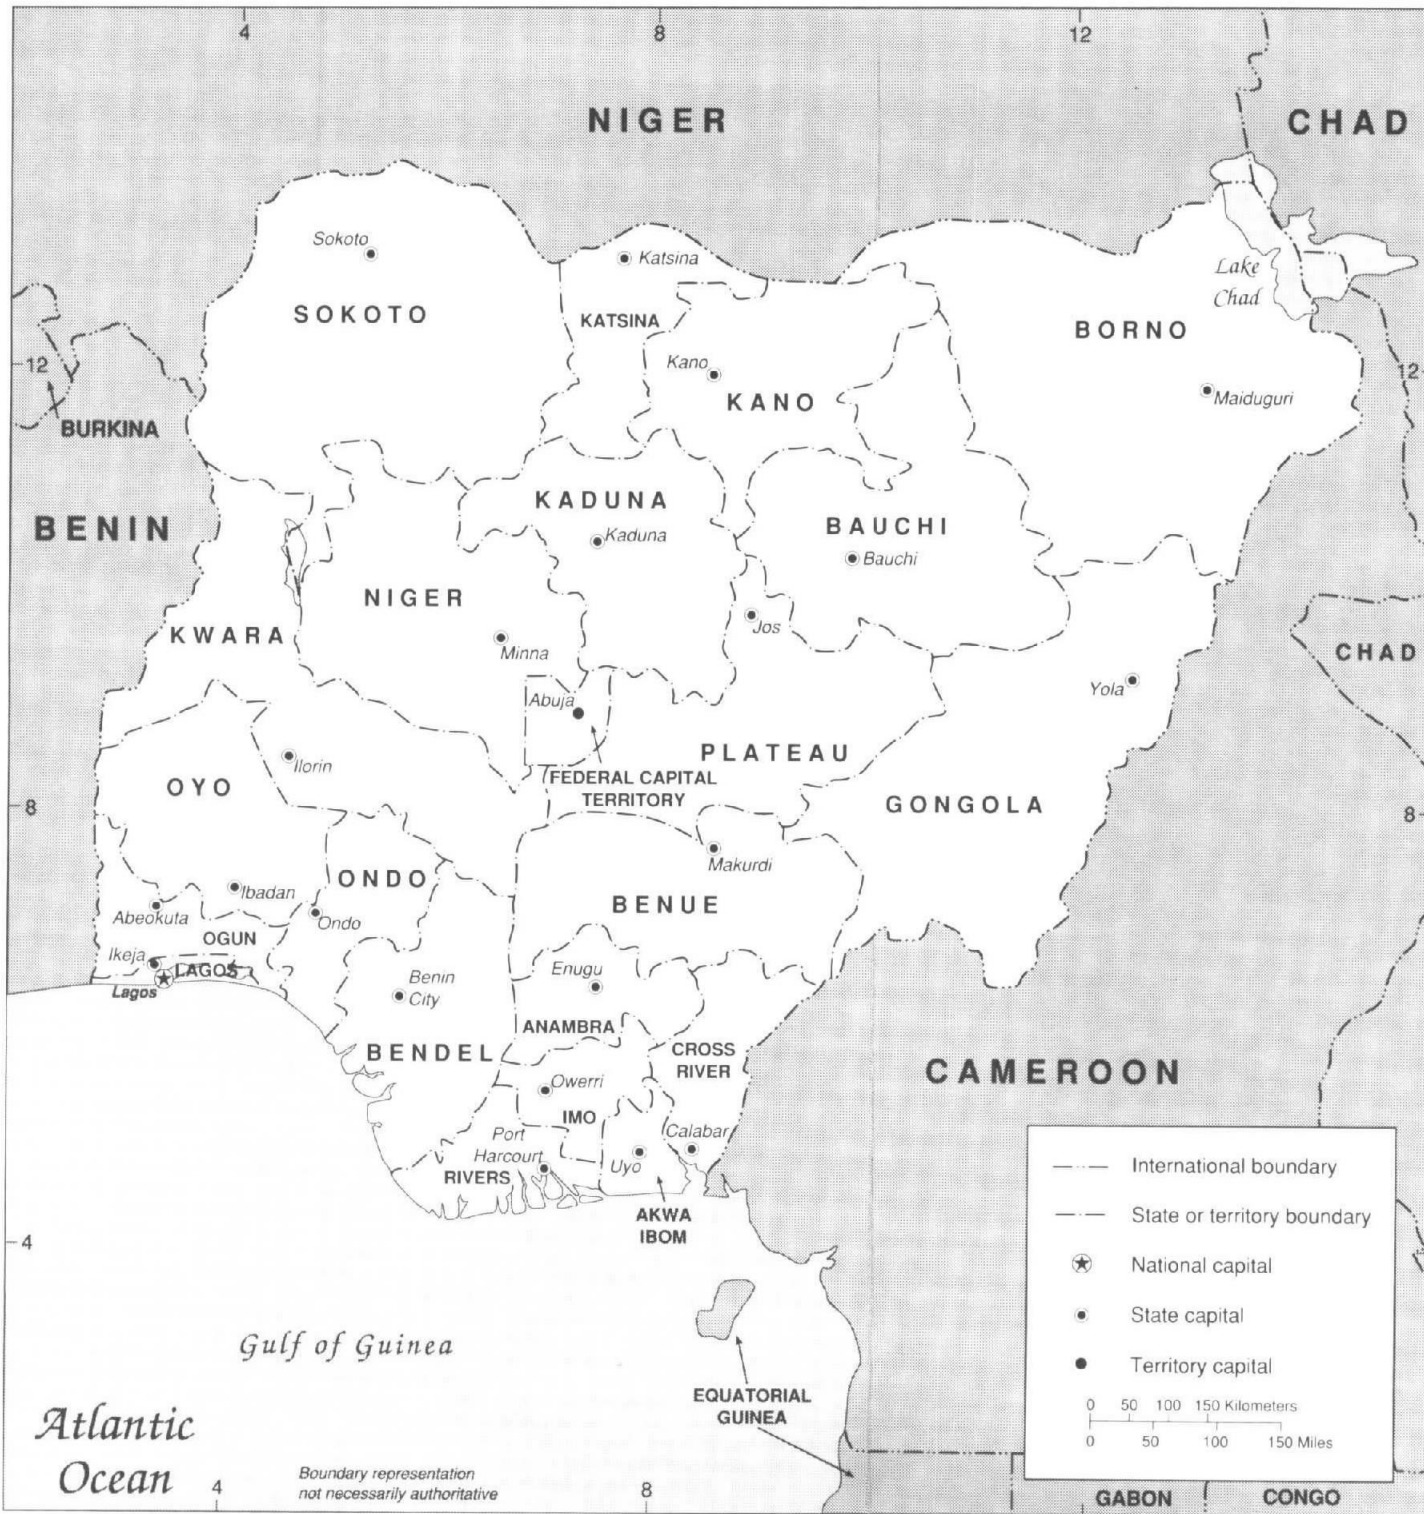 4
8
12
NIGER
CHAD
Sokoto
Katsina
Lake
Chad
SOKOTO
KATSINA
BORNO
12
Kano
12
KANO
Maiduguri
BURKINA
KADUNA
BENIN
BAUCHI
Kaduna
Bauchi
NIGER
KWARA
Jos
Minna
CHAD
Yola
Abuja
PLATEAU
Ilorin
FEDERAL CAPITAL
TERRITORY
OYO
GONGOLA
8
8
Makurdi
ONDO
Ibadan
BENUE
Abeokuta
Ondo
OGUN
Ikeja
LAGOS
Lagos
Benin
City
Enugu
ANAMBRA
BENDEL
CROSS
RIVER
CAMEROON
Owerri
IMO
Port
Harcourt
Calabar
Uyo
RIVERS
AKWA
IBOM
4
International boundary
State or territory boundary
National capital
State capital
Territory capital
0 50 100 150 Kilometers
0 50 100 150 Miles
Gulf of Guinea
EQUATORIAL
GUINEA
Atlantic
Ocean
Boundary representation
not necessarily authoritative
4
8
GABON
CONGO